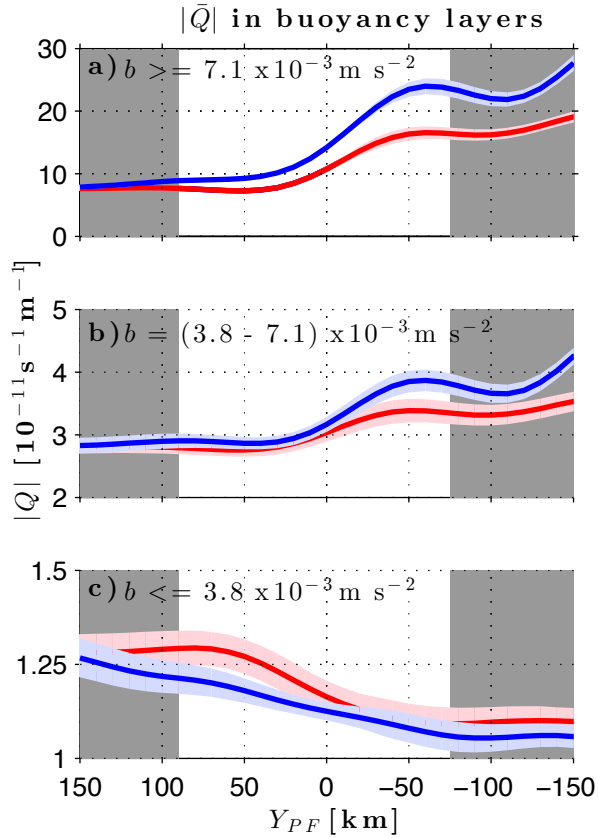 |Q̄| in buoyancy layers
a) b >= 7.1 x10⁻³ m s⁻²
30
20
10
0
b) b = (3.8 - 7.1) x10⁻³ m s⁻²
5
4
3
2
|Q| [10⁻¹¹s⁻¹m⁻¹]
c) b <= 3.8 x10⁻³ m s⁻²
1.5
1.25
1
150 100 50 0 −50 −100 −150
Y_PF [km]